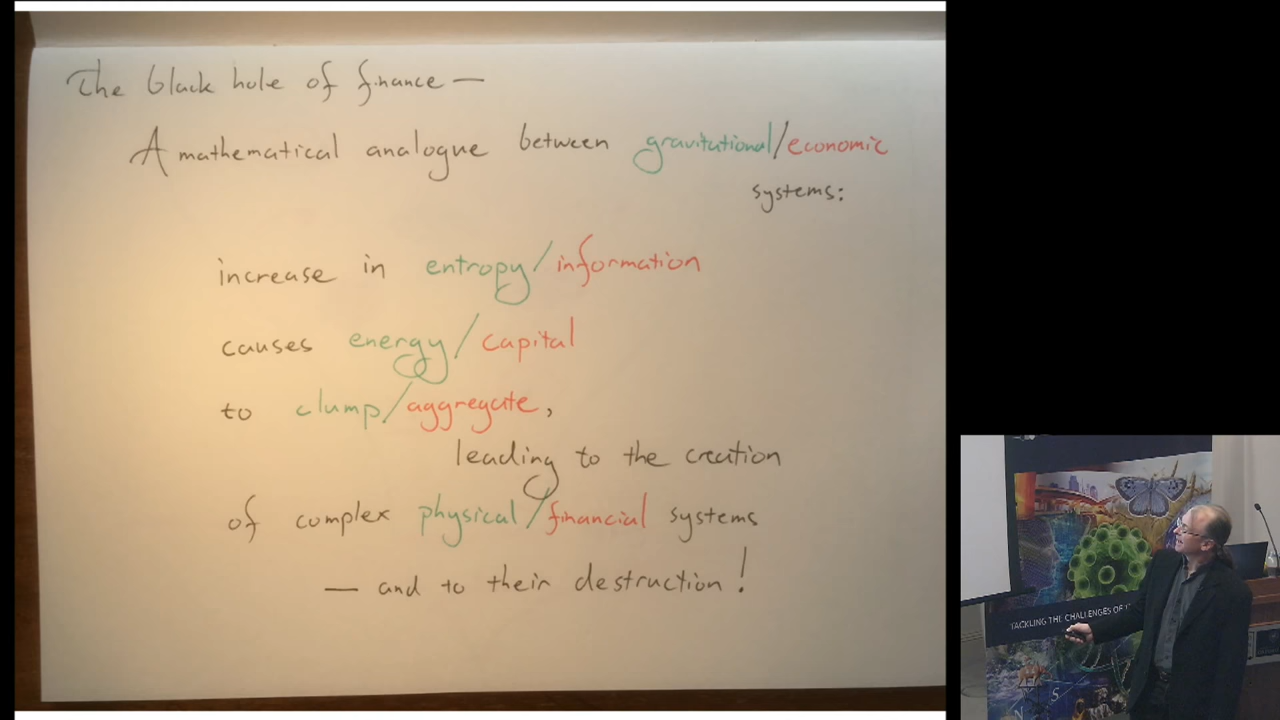 The black hole of finance —
A mathematical analogue between gravitational/economic
systems:
increase in entropy/information
causes energy/capital
to clump/aggregate,
leading to the creation
of complex physical/financial systems
— and to their destruction!
TACKLING THE CHALLENGES OF